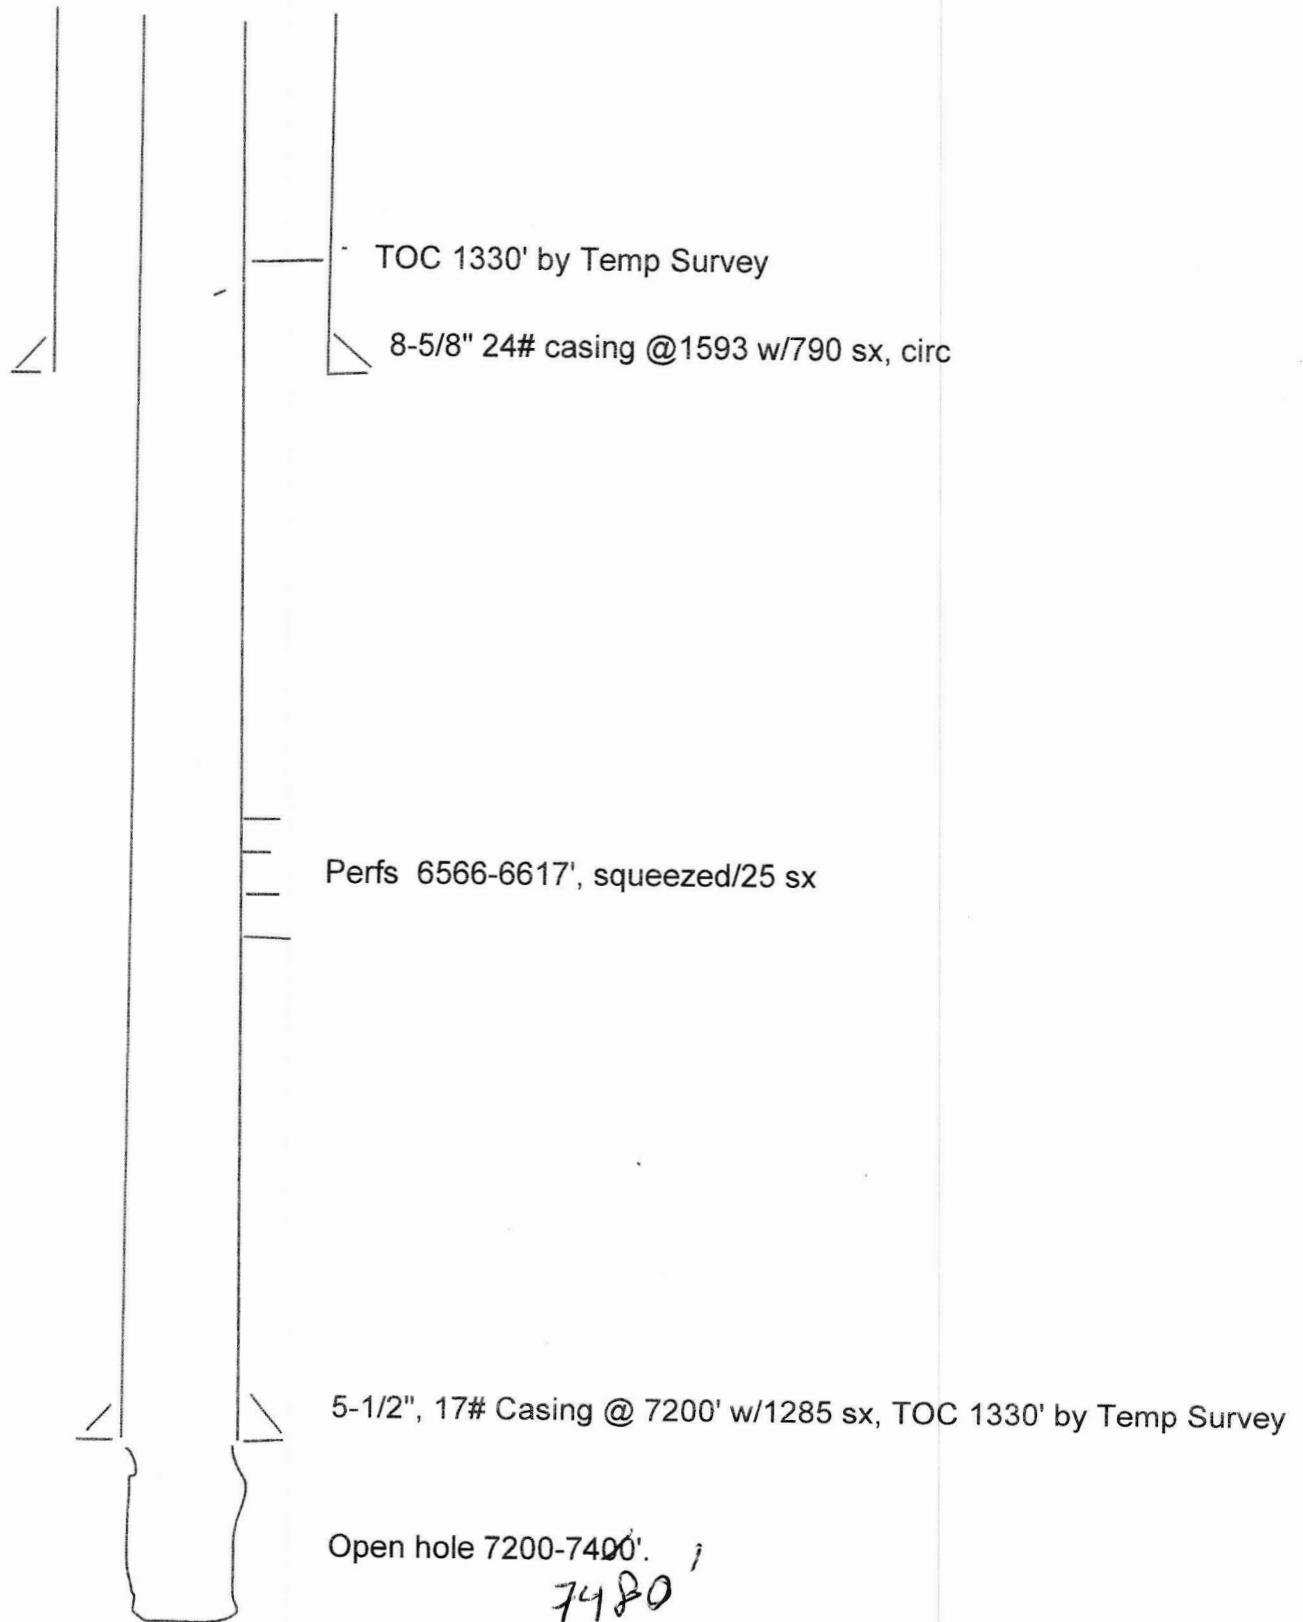 TOC 1330' by Temp Survey
8-5/8" 24# casing @1593 w/790 sx, circ
Perfs 6566-6617', squeezed/25 sx
5-1/2", 17# Casing @ 7200' w/1285 sx, TOC 1330' by Temp Survey
Open hole 7200-7400'.
7480'